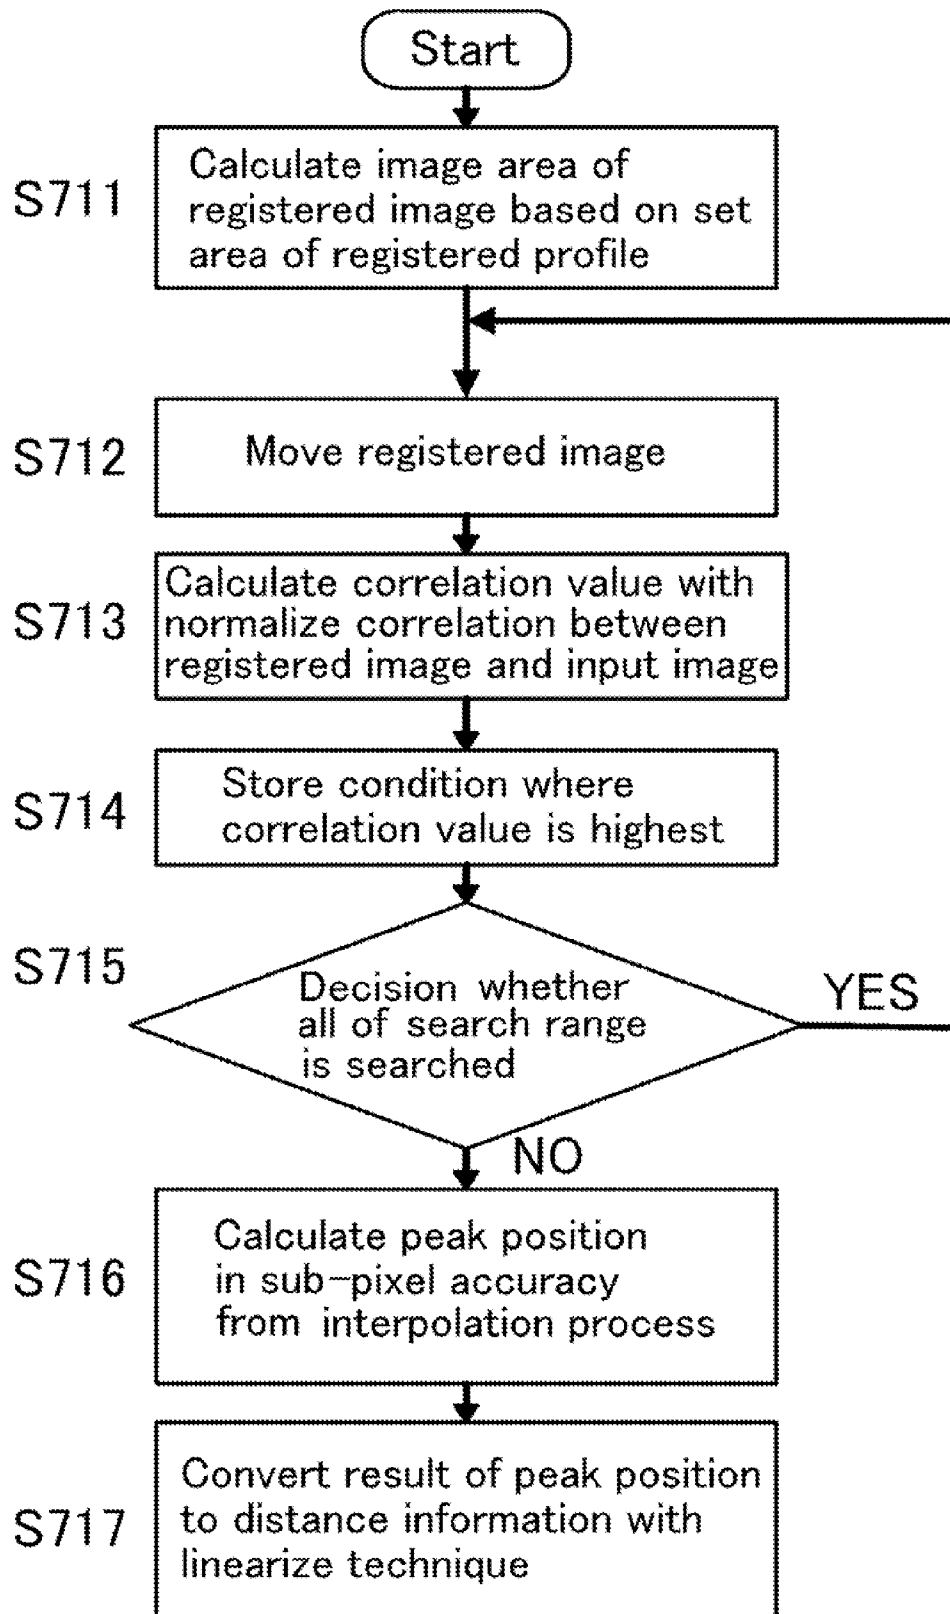 Start
S711
Calculate image area of
registered image based on set
area of registered profile
S712
Move registered image
S713
Calculate correlation value with
normalize correlation between
registered image and input image
S714
Store condition where
correlation value is highest
S715
Decision whether
all of search range
is searched
YES
NO
S716
Calculate peak position
in sub-pixel accuracy
from interpolation process
S717
Convert result of peak position
to distance information with
linearize technique